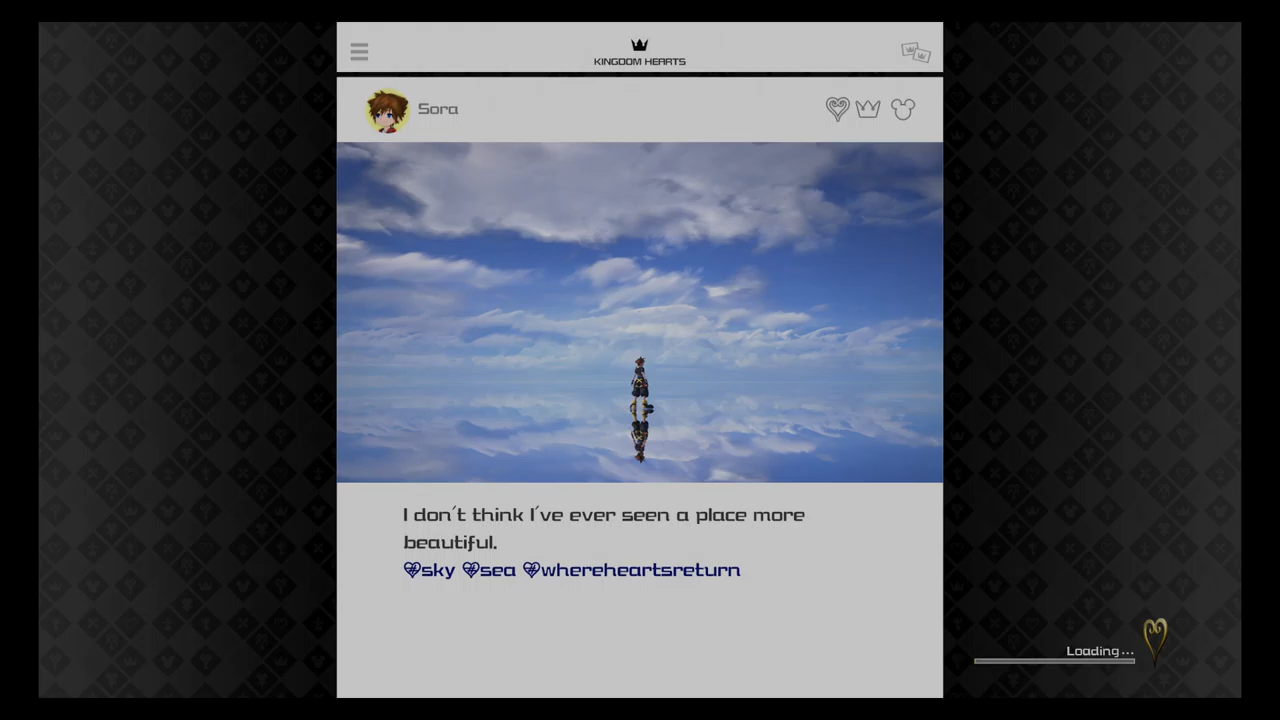 KINGDOM HEARTS
Sora
I don't think I've ever seen a place more
beautiful.
#sky #sea #whereheartsreturn
Loading...